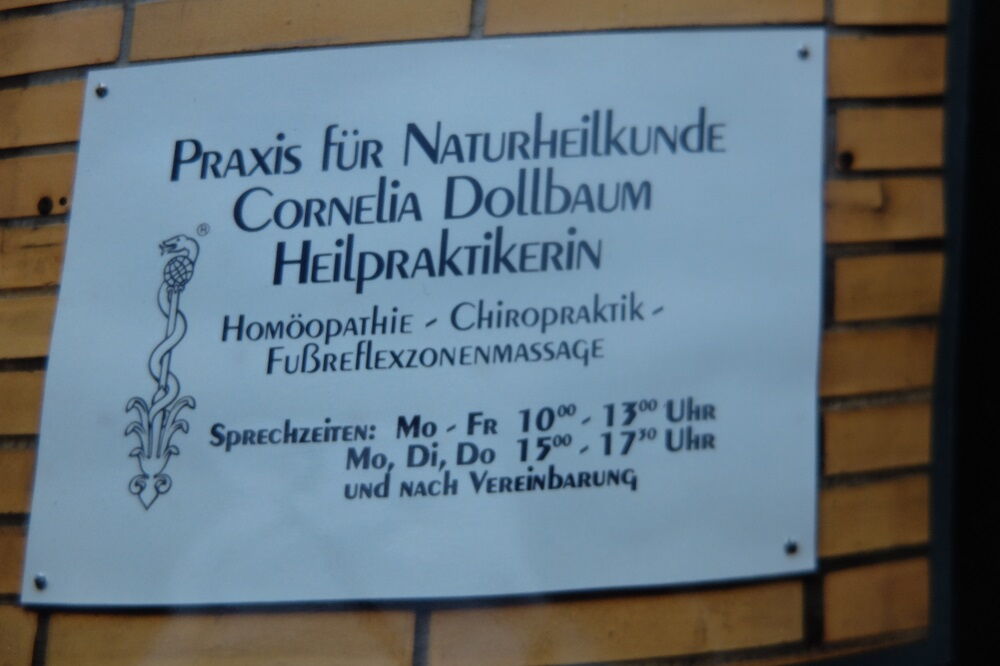 Praxis für Naturheilkunde
Cornelia Dollbaum
Heilpraktikerin
®
Homöopathie - Chiropraktik -
Fußreflexzonenmassage
Sprechzeiten: Mo - Fr 10⁰⁰ - 13⁰⁰ Uhr
Mo, Di, Do 15⁰⁰ - 17³⁰ Uhr
und nach Vereinbarung